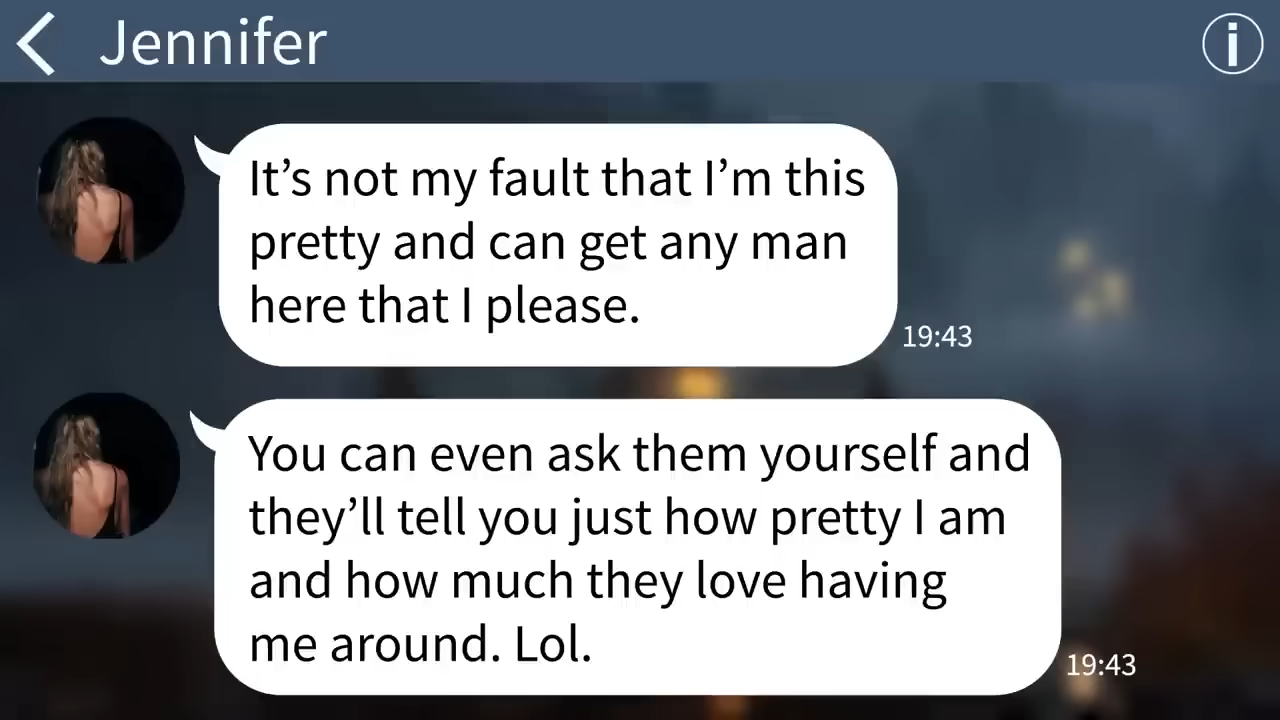 Jennifer
It’s not my fault that I’m this
pretty and can get any man
here that I please.
19:43
You can even ask them yourself and
they’ll tell you just how pretty I am
and how much they love having
me around. Lol.
19:43